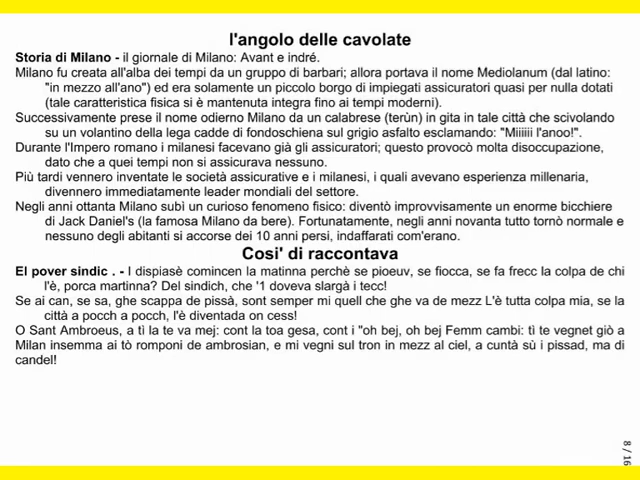 l'angolo delle cavolate
Storia di Milano - il giornale di Milano: Avant e indré.
Milano fu creata all'alba dei tempi da un gruppo di barbari; allora portava il nome Mediolanum (dal latino:
"in mezzo all'ano") ed era solamente un piccolo borgo di impiegati assicuratori quasi per nulla dotati
(tale caratteristica fisica si è mantenuta integra fino ai tempi moderni).
Successivamente prese il nome odierno Milano da un calabrese (terùn) in gita in tale città che scivolando
su un volantino della lega cadde di fondoschiena sul grigio asfalto esclamando: "Miiiiii l'anoo!".
Durante l'Impero romano i milanesi facevano già gli assicuratori; questo provocò molta disoccupazione,
dato che a quei tempi non si assicurava nessuno.
Più tardi vennero inventate le società assicurative e i milanesi, i quali avevano esperienza millenaria,
divennero immediatamente leader mondiali del settore.
Negli anni ottanta Milano subì un curioso fenomeno fisico: diventò improvvisamente un enorme bicchiere
di Jack Daniel's (la famosa Milano da bere). Fortunatamente, negli anni novanta tutto tornò normale e
nessuno degli abitanti si accorse dei 10 anni persi, indaffarati com'erano.
Cosi' di raccontava
El pover sindic . - I dispiasè comincen la matinna perchè se pioeuv, se fiocca, se fa frecc la colpa de chi
l'è, porca martinna? Del sindich, che '1 doveva slargà i tecc!
Se ai can, se sa, ghe scappa de pissà, sont semper mi quell che ghe va de mezz L'è tutta colpa mia, se la
città a pocch a pocch, l'è diventada on cess!
O Sant Ambroeus, a tì la te va mej: cont la toa gesa, cont i "oh bej, oh bej Femm cambi: tì te vegnet giò a
Milan insemma ai tò romponi de ambrosian, e mi vegni sul tron in mezz al ciel, a cuntà sù i pissad, ma di
candel!
8 / 16